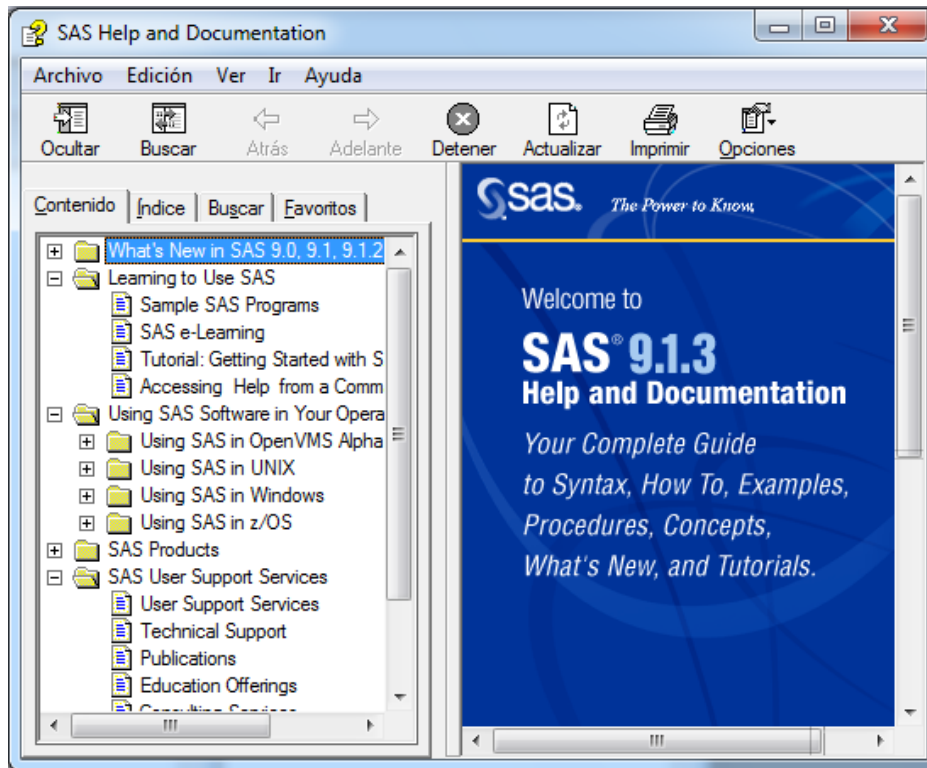 SAS Help and Documentation
Archivo Edición Ver Ir Ayuda
Ocultar Buscar Atrás Adelante Detener Actualizar Imprimir Opciones
Contenido Índice Buscar Favoritos
What's New in SAS 9.0, 9.1, 9.1.2
Learning to Use SAS
Sample SAS Programs
SAS e-Learning
Tutorial: Getting Started with S
Accessing Help from a Comm
Using SAS Software in Your Opera
Using SAS in OpenVMS Alpha
Using SAS in UNIX
Using SAS in Windows
Using SAS in z/OS
SAS Products
SAS User Support Services
User Support Services
Technical Support
Publications
Education Offerings
Consulting Services
sas. The Power to Know.
Welcome to
SAS® 9.1.3
Help and Documentation
Your Complete Guide
to Syntax, How To, Examples,
Procedures, Concepts,
What's New, and Tutorials.